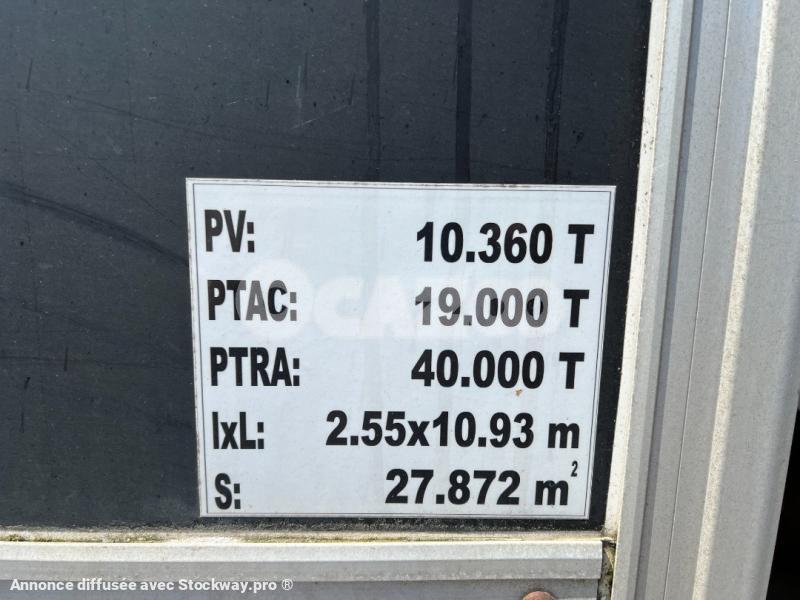 PV: 10.360 T
PTAC: 19.000 T
PTRA: 40.000 T
lxL: 2.55x10.93 m
S: 27.872 m²
Annonce diffusée avec Stockway.pro ®